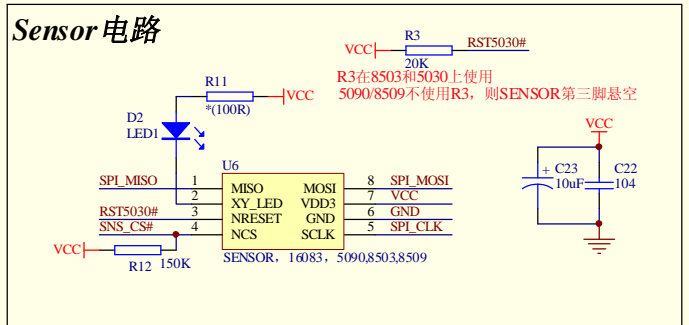 Sensor电路
R3
VCC
RST5030#
20K
R3在8503和5030上使用
5090/8509不使用R3，则SENSOR第三脚悬空
R11
VCC
*(100R)
D2
LED1
VCC
C23
10uF
C22
104
U6
SPI_MISO 1 MISO MOSI 8 SPI_MOSI
2 XY_LED VDD3 7 VCC
RST5030# 3 NRESET GND 6 GND
SNS_CS# 4 NCS SCLK 5 SPI_CLK
VCC
R12 150K
SENSOR，16083，5090,8503,8509